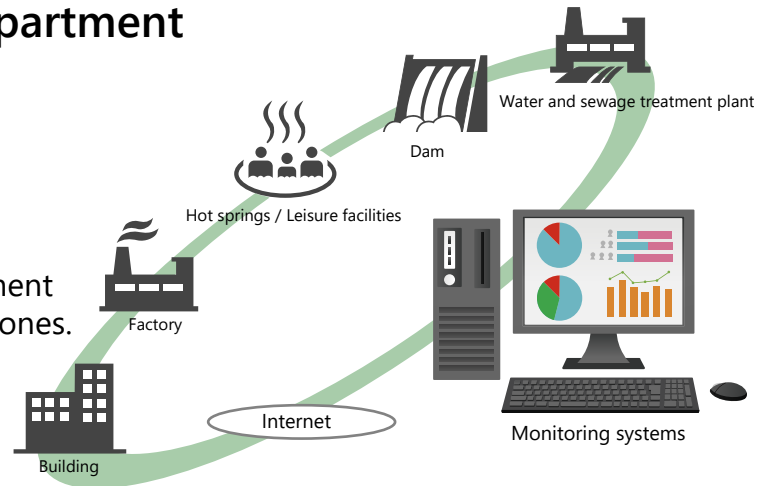 partment
Water and sewage treatment plant
Dam
Hot springs / Leisure facilities
ment
ones.
Factory
Internet
Monitoring systems
Building